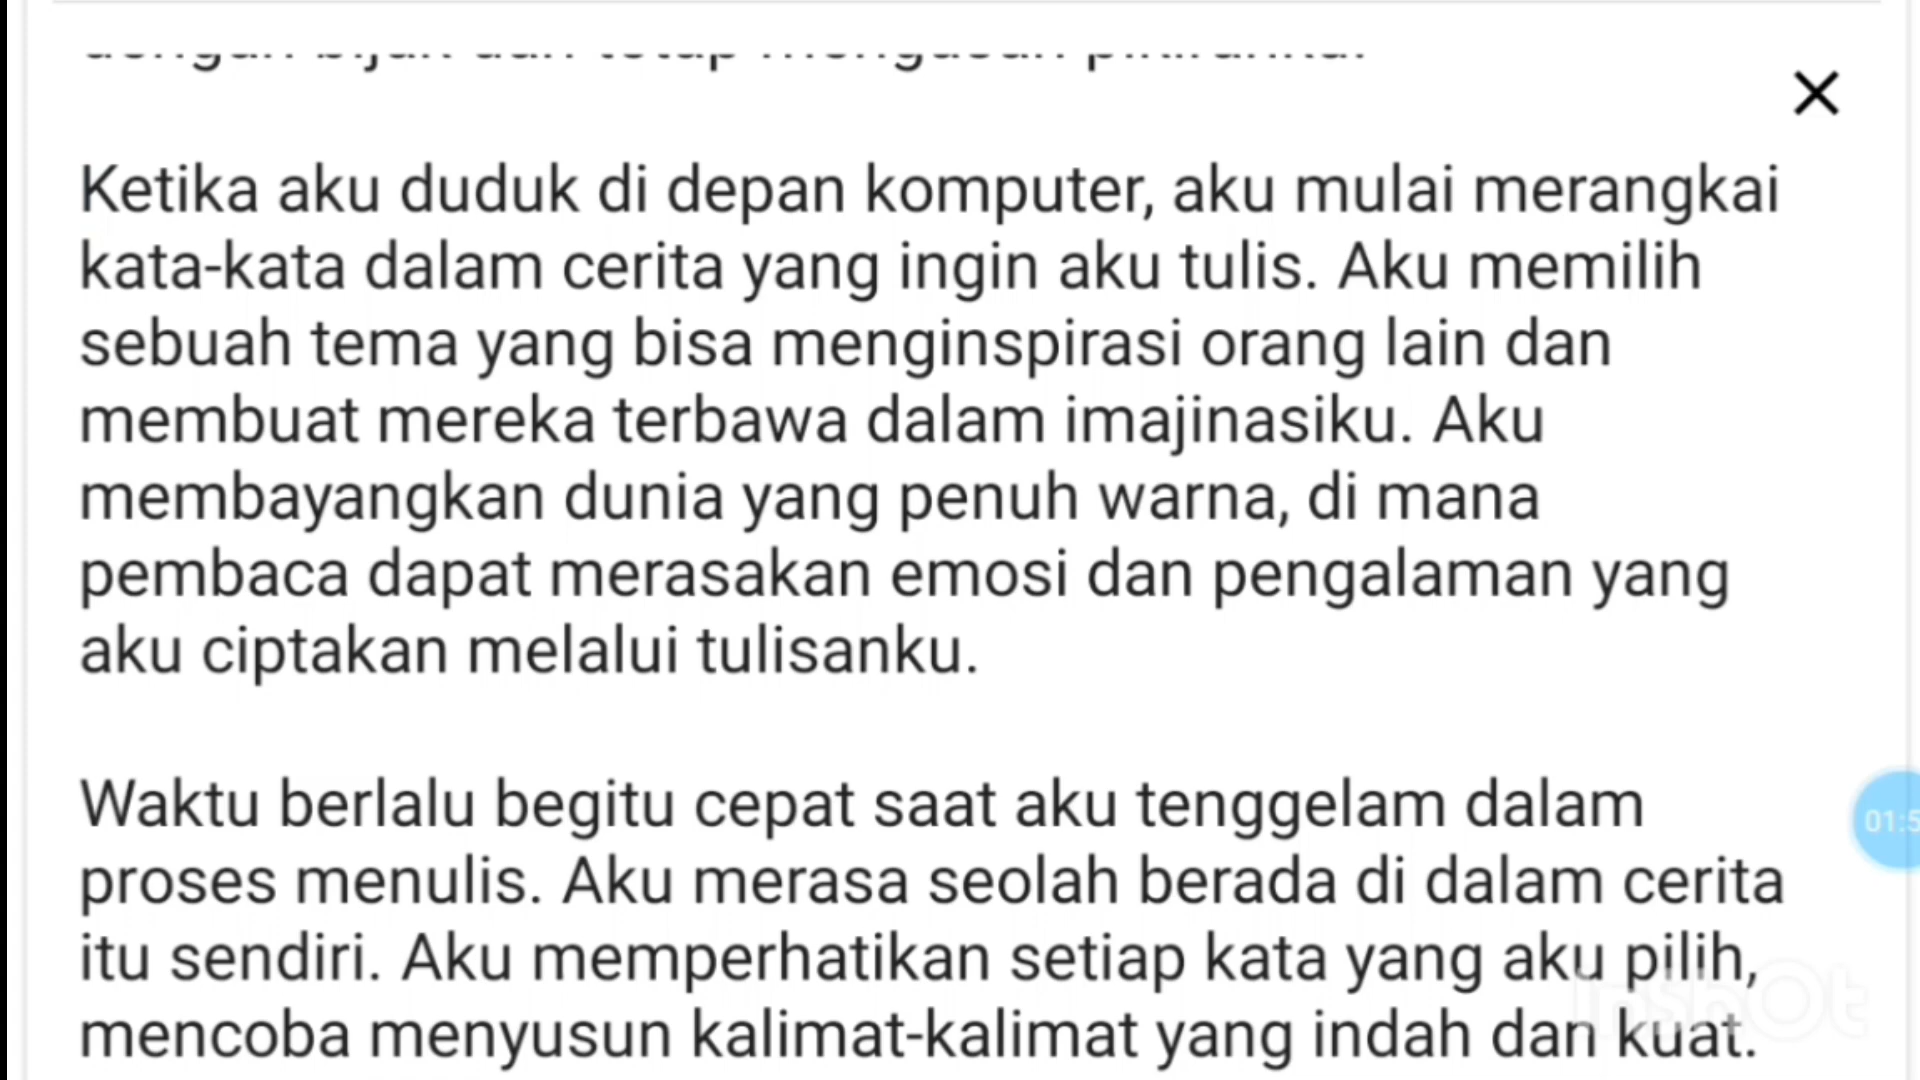 Ketika aku duduk di depan komputer, aku mulai merangkai
kata-kata dalam cerita yang ingin aku tulis. Aku memilih
sebuah tema yang bisa menginspirasi orang lain dan
membuat mereka terbawa dalam imajinasiku. Aku
membayangkan dunia yang penuh warna, di mana
pembaca dapat merasakan emosi dan pengalaman yang
aku ciptakan melalui tulisanku.
Waktu berlalu begitu cepat saat aku tenggelam dalam
proses menulis. Aku merasa seolah berada di dalam cerita
itu sendiri. Aku memperhatikan setiap kata yang aku pilih,
mencoba menyusun kalimat-kalimat yang indah dan kuat.
01:5
InShOt